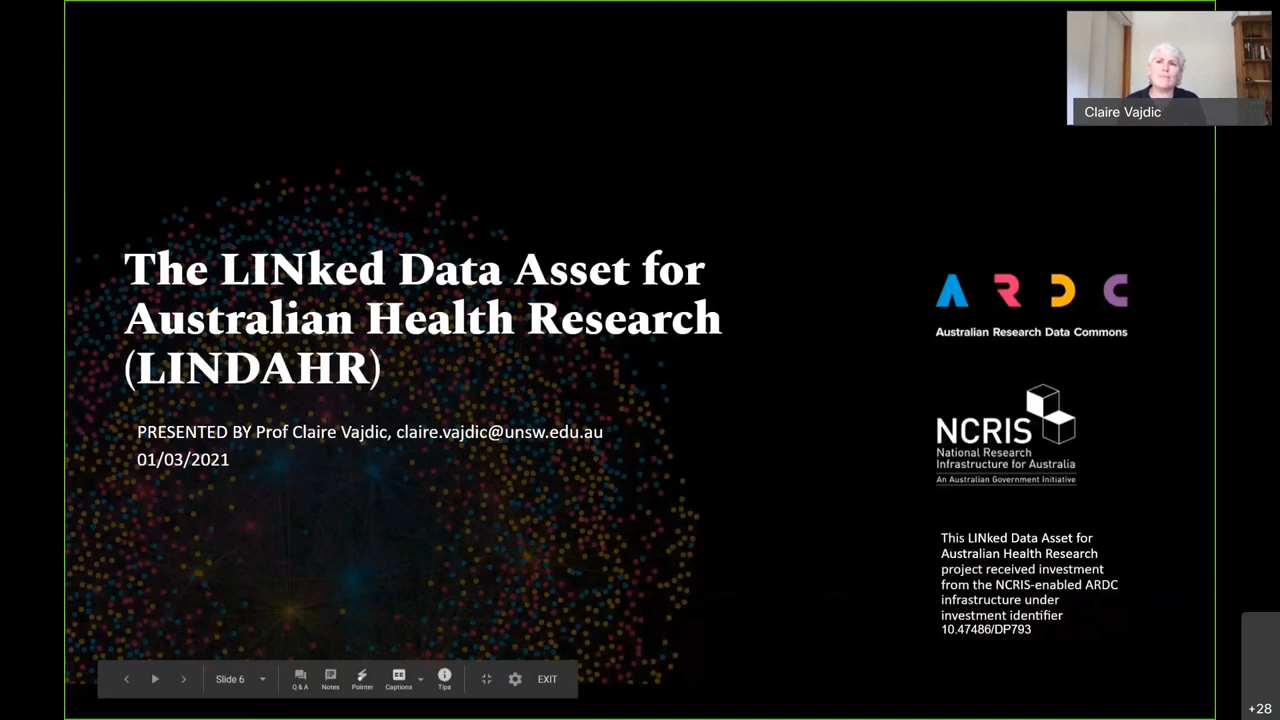 Claire Vajdic
The LINked Data Asset for
Australian Health Research
(LINDAHR)
PRESENTED BY Prof Claire Vajdic, claire.vajdic@unsw.edu.au
01/03/2021
ARDC
Australian Research Data Commons
NCRIS
National Research
Infrastructure for Australia
An Australian Government Initiative
This LINked Data Asset for
Australian Health Research
project received investment
from the NCRIS-enabled ARDC
infrastructure under
investment identifier
10.47486/DP793
Slide 6
Q & A
Notes
Pointer
CC
Captions
Tips
EXIT
+28